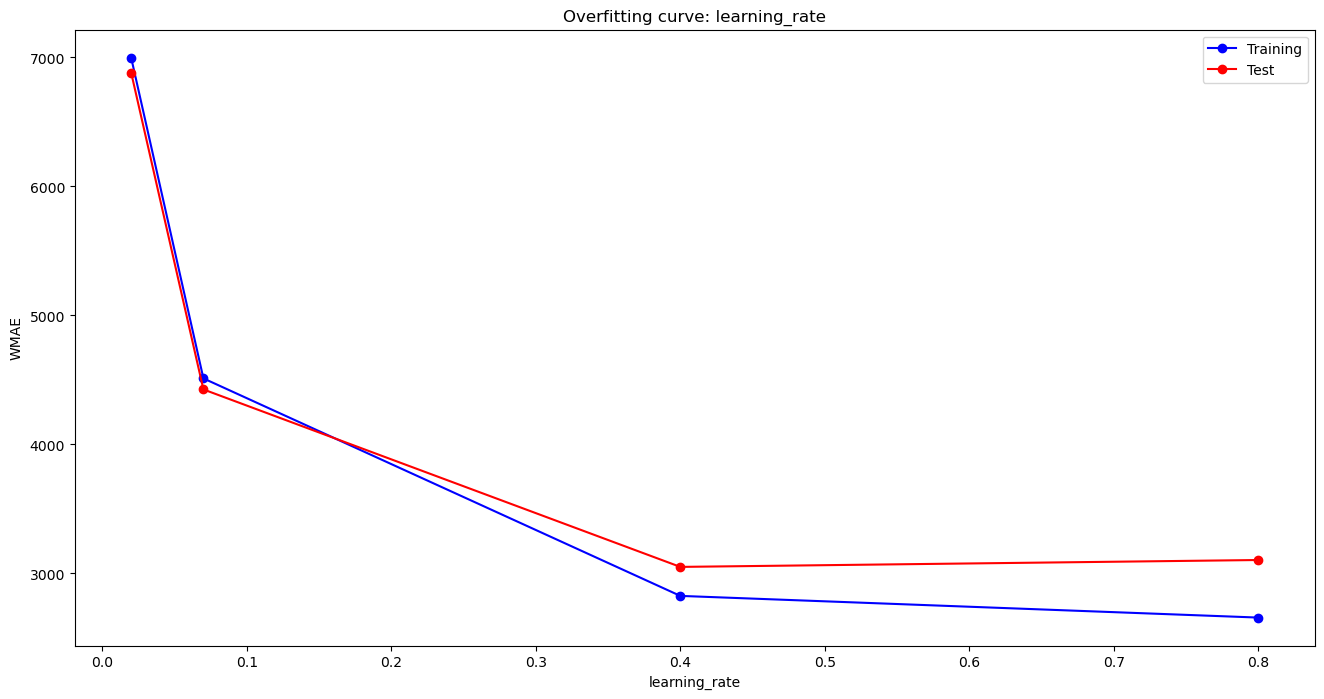 Overfitting curve: learning_rate
Training
Test
WMAE
7000
6000
5000
4000
3000
0.0 0.1 0.2 0.3 0.4 0.5 0.6 0.7 0.8
learning_rate